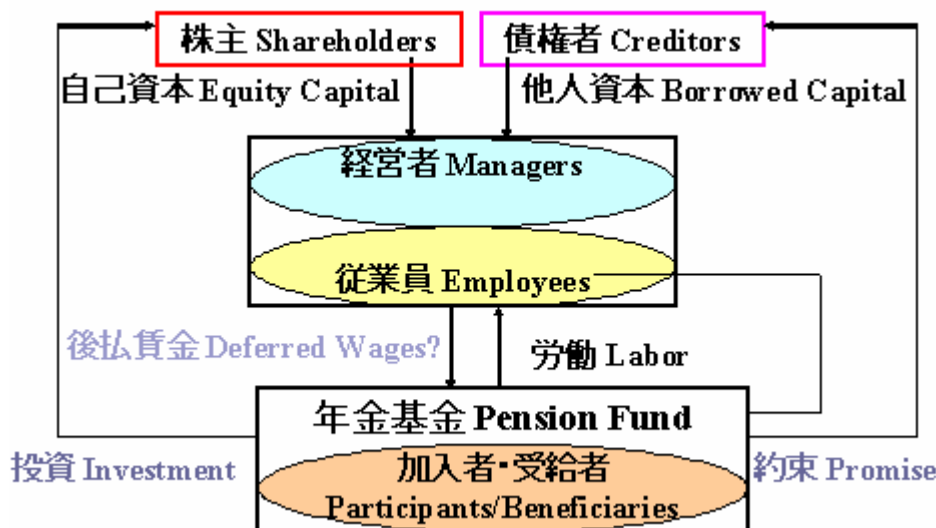 株主 Shareholders
債権者 Creditors
自己資本 Equity Capital
他人資本 Borrowed Capital
経営者 Managers
従業員 Employees
後払賃金 Deferred Wages?
労働 Labor
年金基金 Pension Fund
投資 Investment
加入者・受給者
Participants/Beneficiaries
約束 Promise